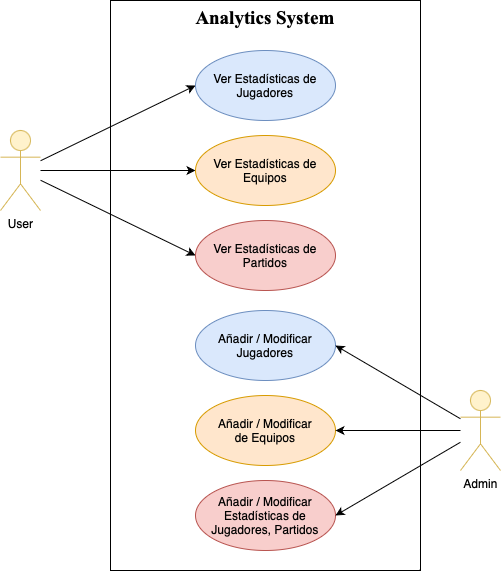 Analytics System
Ver Estadísticas de
Jugadores
Ver Estadísticas de
Equipos
User
Ver Estadísticas de
Partidos
Añadir / Modificar
Jugadores
Añadir / Modificar
de Equipos
Admin
Añadir / Modificar
Estadísticas de
Jugadores, Partidos